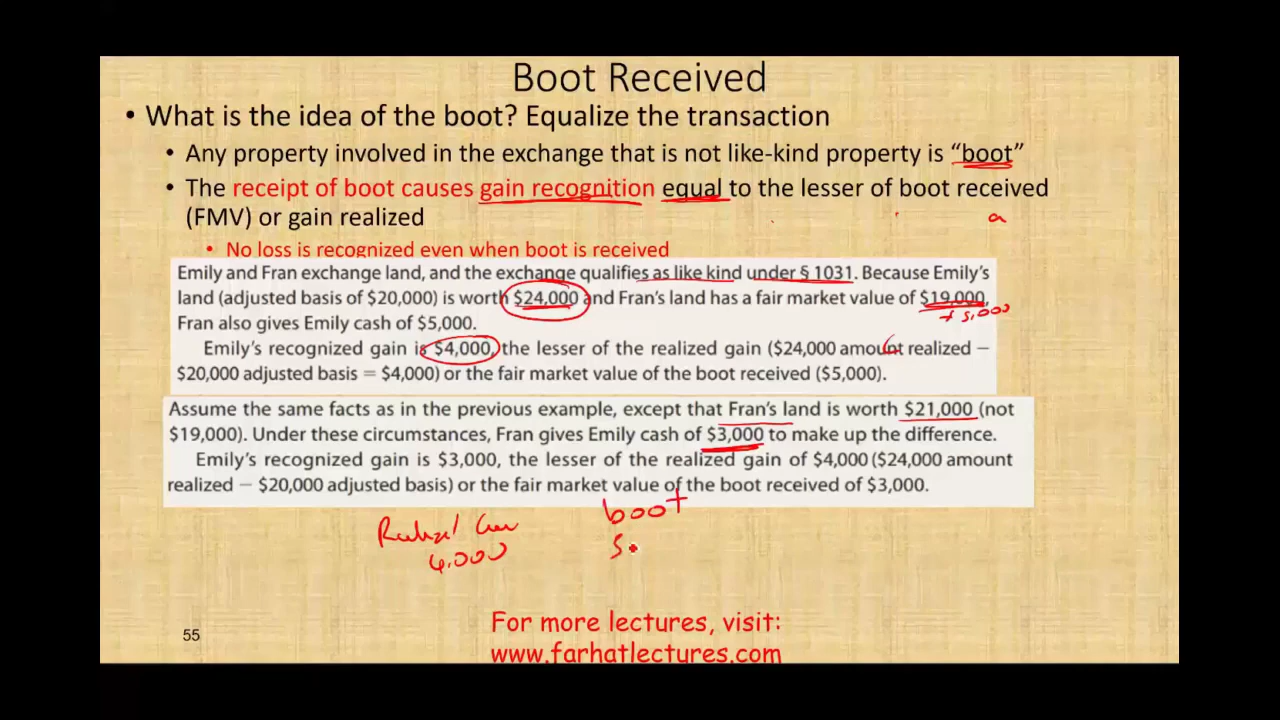 Boot Received
• What is the idea of the boot? Equalize the transaction
• Any property involved in the exchange that is not like-kind property is “boot”
• The receipt of boot causes gain recognition equal to the lesser of boot received
(FMV) or gain realized
a
• No loss is recognized even when boot is received
Emily and Fran exchange land, and the exchange qualifies as like kind under § 1031. Because Emily’s
land (adjusted basis of $20,000) is worth $24,000 and Fran’s land has a fair market value of $19,000,
+ 5,000
Fran also gives Emily cash of $5,000.
Emily’s recognized gain is $4,000, the lesser of the realized gain ($24,000 amount realized −
$20,000 adjusted basis = $4,000) or the fair market value of the boot received ($5,000).
Assume the same facts as in the previous example, except that Fran’s land is worth $21,000 (not
$19,000). Under these circumstances, Fran gives Emily cash of $3,000 to make up the difference.
Emily’s recognized gain is $3,000, the lesser of the realized gain of $4,000 ($24,000 amount
realized − $20,000 adjusted basis) or the fair market value of the boot received of $3,000.
boot
4,000
5
For more lectures, visit:
www.farhatlectures.com
55